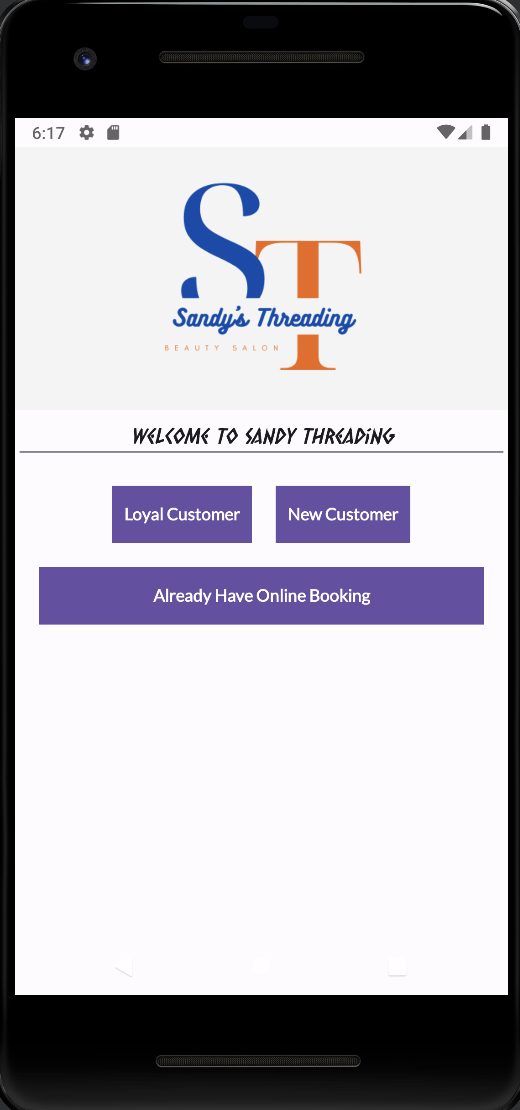 6:17
ST
Sandy's Threading
BEAUTY SALON
WELCOME TO SANDY THREADiNG
Loyal Customer
New Customer
Already Have Online Booking